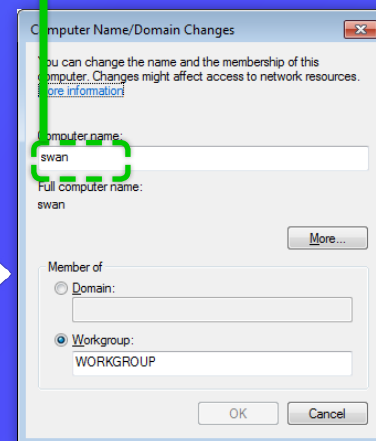 Computer Name/Domain Changes
You can change the name and the membership of this
computer. Changes might affect access to network resources.
More information
Computer name:
swan
Full computer name:
swan
More...
Member of
Domain:
Workgroup:
WORKGROUP
OK Cancel